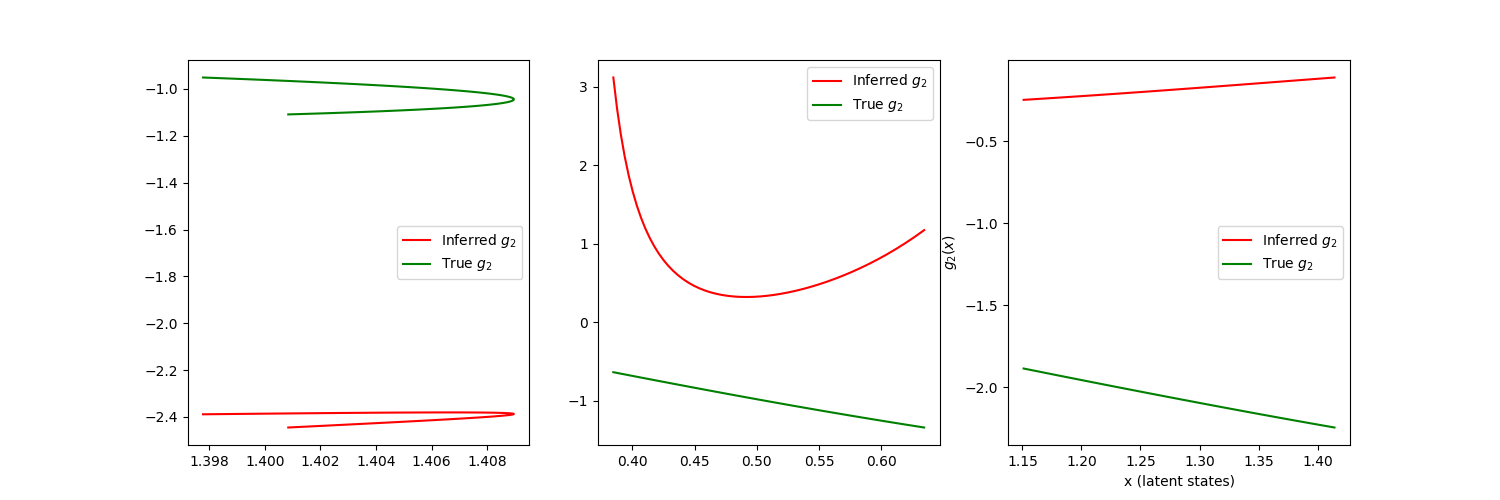 −1.0
−1.2
−1.4
−1.6
−1.8
−2.0
−2.2
−2.4
1.398 1.400 1.402 1.404 1.406 1.408
Inferred g₂
True g₂
3
2
1
0
−1
0.40 0.45 0.50 0.55 0.60
Inferred g₂
True g₂
g₂(x)
−0.5
−1.0
−1.5
−2.0
1.15 1.20 1.25 1.30 1.35 1.40
x (latent states)
Inferred g₂
True g₂